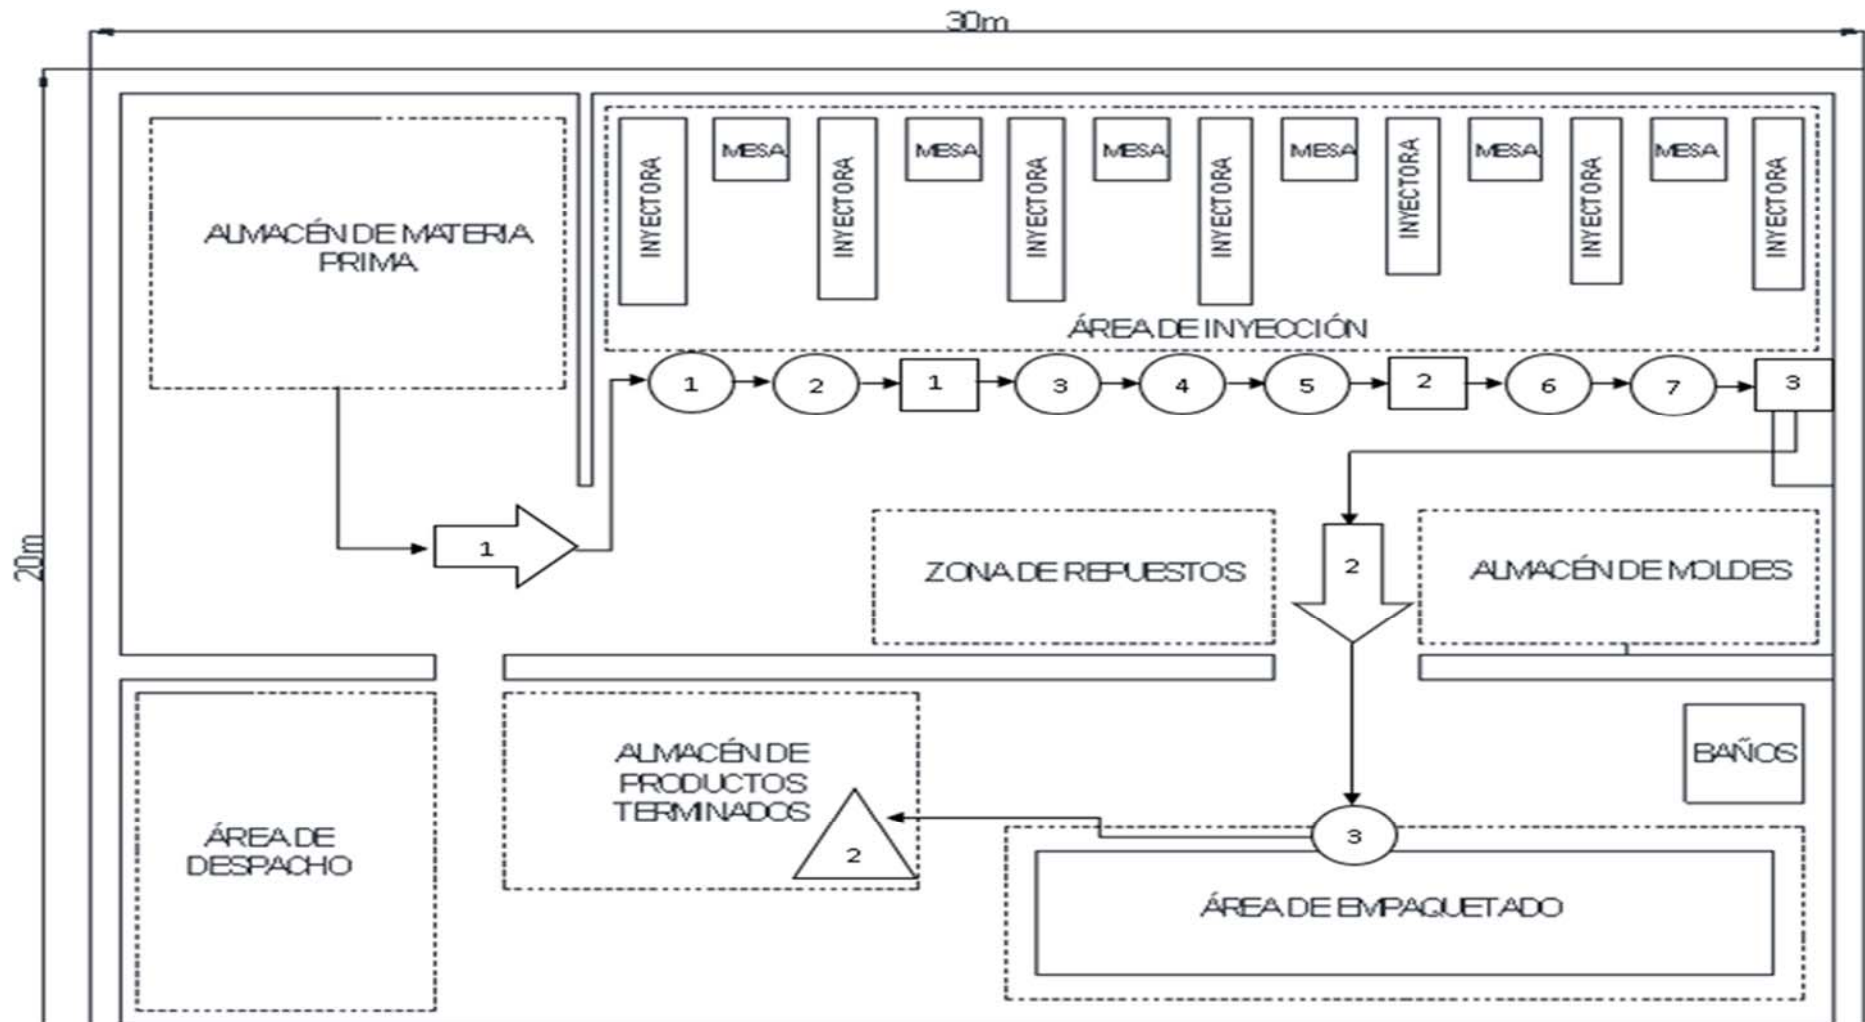 30m
20m
ALMACÉN DE MATERIA
PRIMA
INYECTORA
MESA
INYECTORA
MESA
INYECTORA
MESA
INYECTORA
MESA
INYECTORA
MESA
INYECTORA
MESA
INYECTORA
ÁREA DE INYECCIÓN
1
2
1
3
4
5
2
6
7
3
1
ZONA DE REPUESTOS
2
ALMACÉN DE MOLDES
ÁREA DE
DESPACHO
ALMACÉN DE
PRODUCTOS
TERMINADOS
2
3
BAÑOS
ÁREA DE EMPAQUETADO